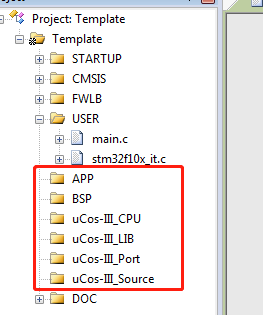 Project: Template
Template
STARTUP
CMSIS
FWLB
USER
main.c
stm32f10x_it.c
APP
BSP
uCos-III_CPU
uCos-III_LIB
uCos-III_Port
uCos-III_Source
DOC